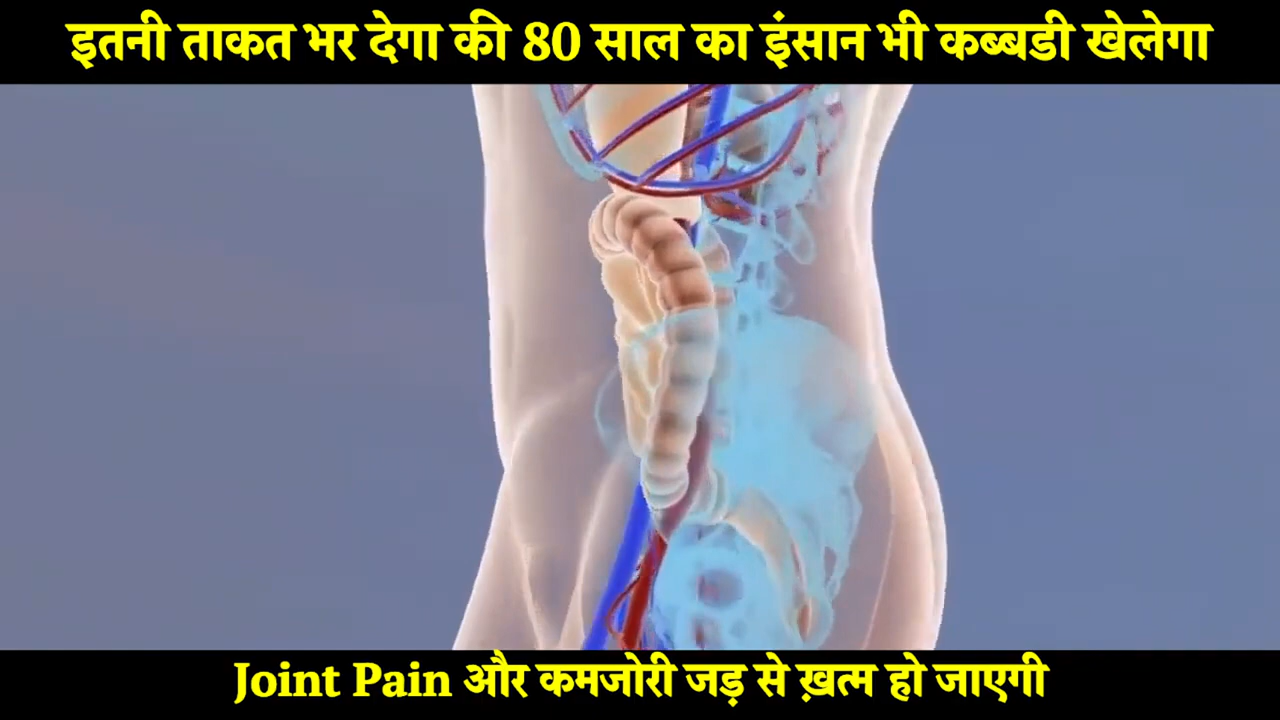 इतनी ताकत भर देगा की 80 साल का इंसान भी कब्बडी खेलेगा
Joint Pain और कमजोरी जड़ से ख़त्म हो जाएगी